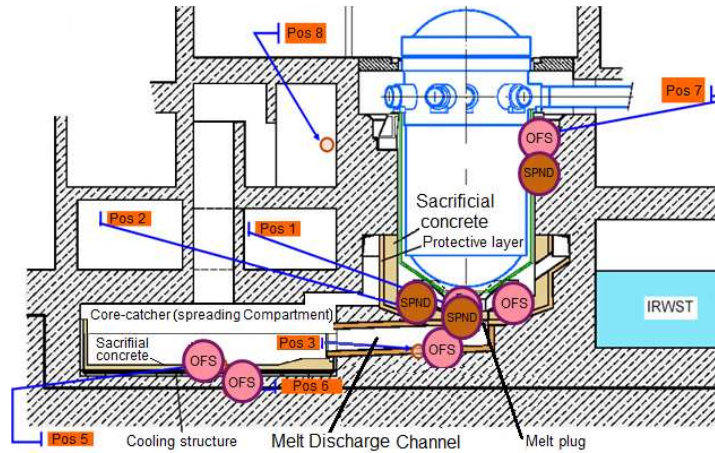 Pos 8
Pos 7
OFS
SPND
Sacrificial
concrete
Protective layer
Pos 2
Pos 1
SPND
OFS
SPND
IRWST
Core-catcher (spreading Compartment)
Sacrifiial
concrete
Pos 3
OFS
OFS
OFS
Pos 6
Pos 5
Cooling structure
Melt Discharge Channel
Melt plug